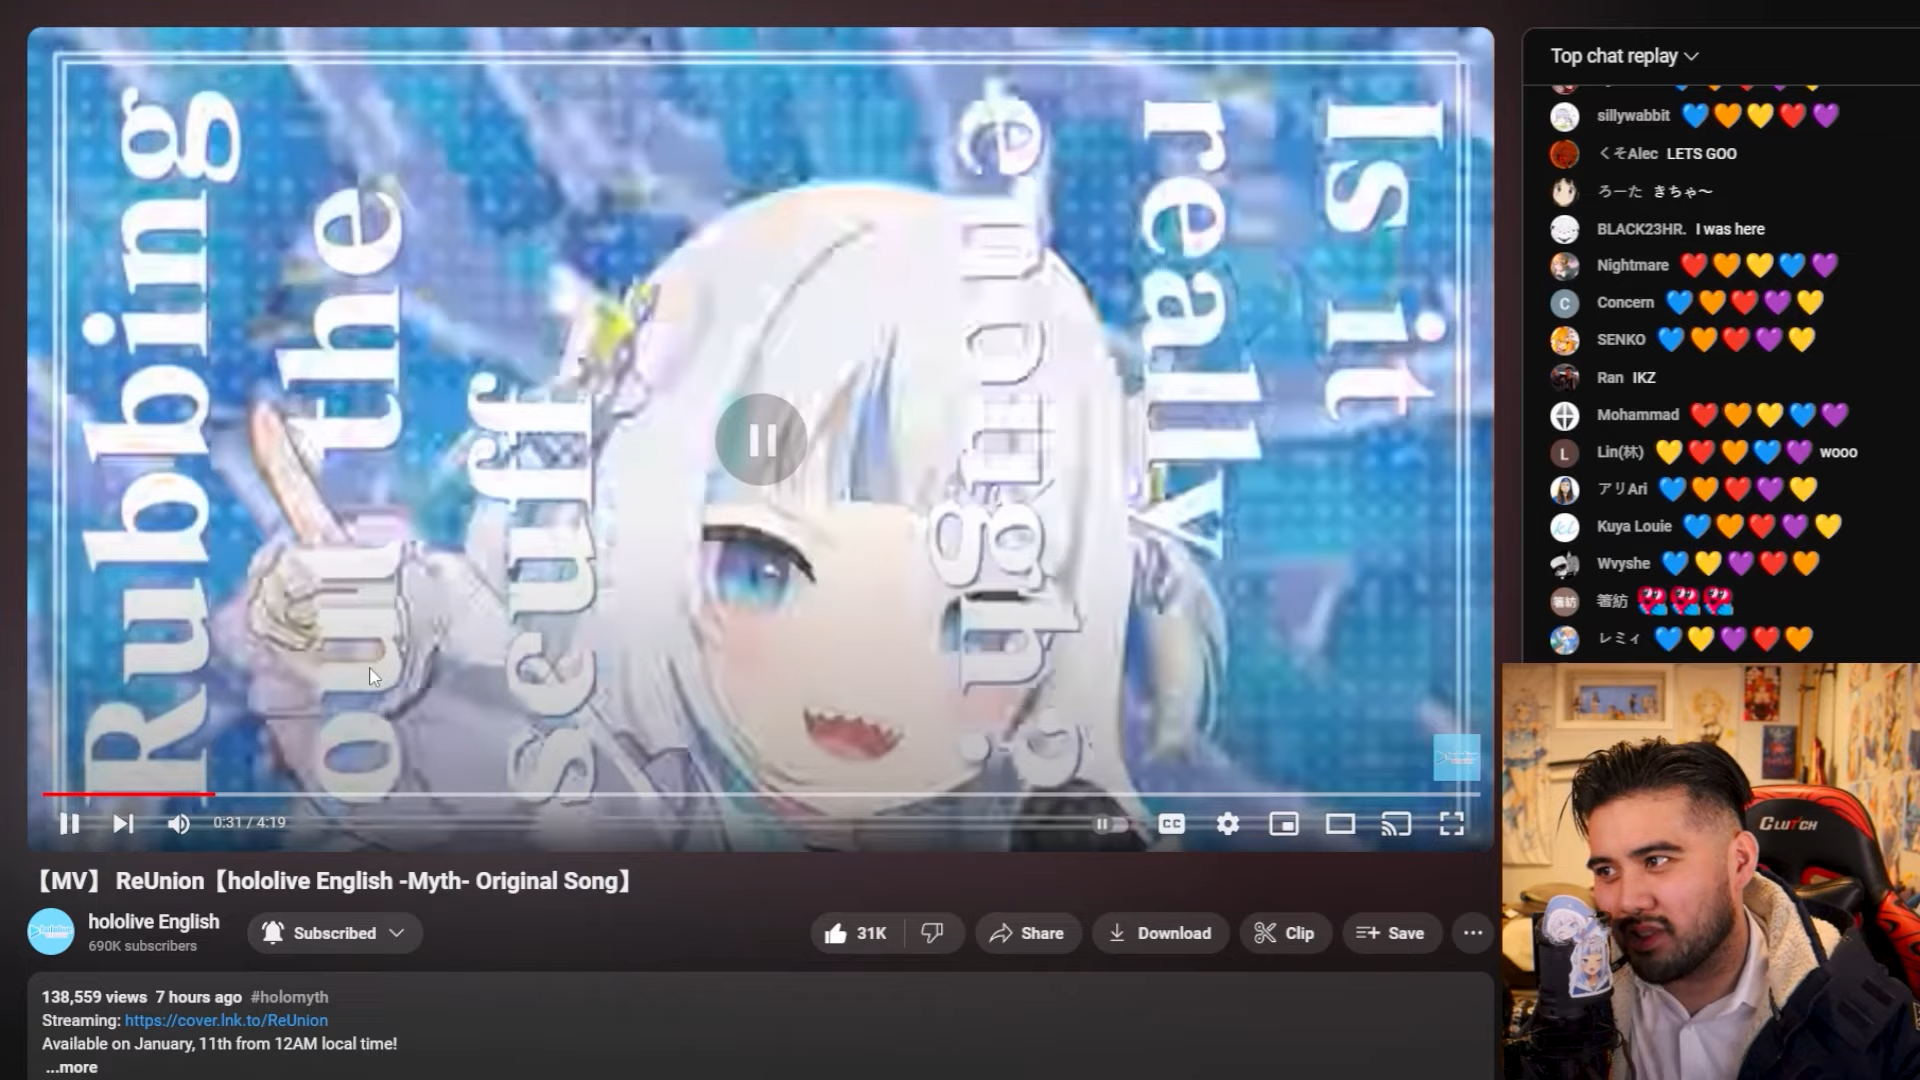 Is it
really
enough?
Rubbing
out the
scuff
0:31 / 4:19
CC
【MV】 ReUnion【hololive English -Myth- Original Song】
hololive English
690K subscribers
Subscribed
31K
Share
Download
Clip
Save
138,559 views 7 hours ago #holomyth
Streaming: https://cover.lnk.to/ReUnion
Available on January, 11th from 12AM local time!
...more
Top chat replay
sillywabbit
くそAlec LETS GOO
ろーた きちゃ〜
BLACK23HR. I was here
Nightmare
C Concern
SENKO
Ran IKZ
Mohammad
L Lin(林) wooo
アリAri
Kuya Louie
Wvyshe
箸紡 箸紡
レミィ
CLUTCH